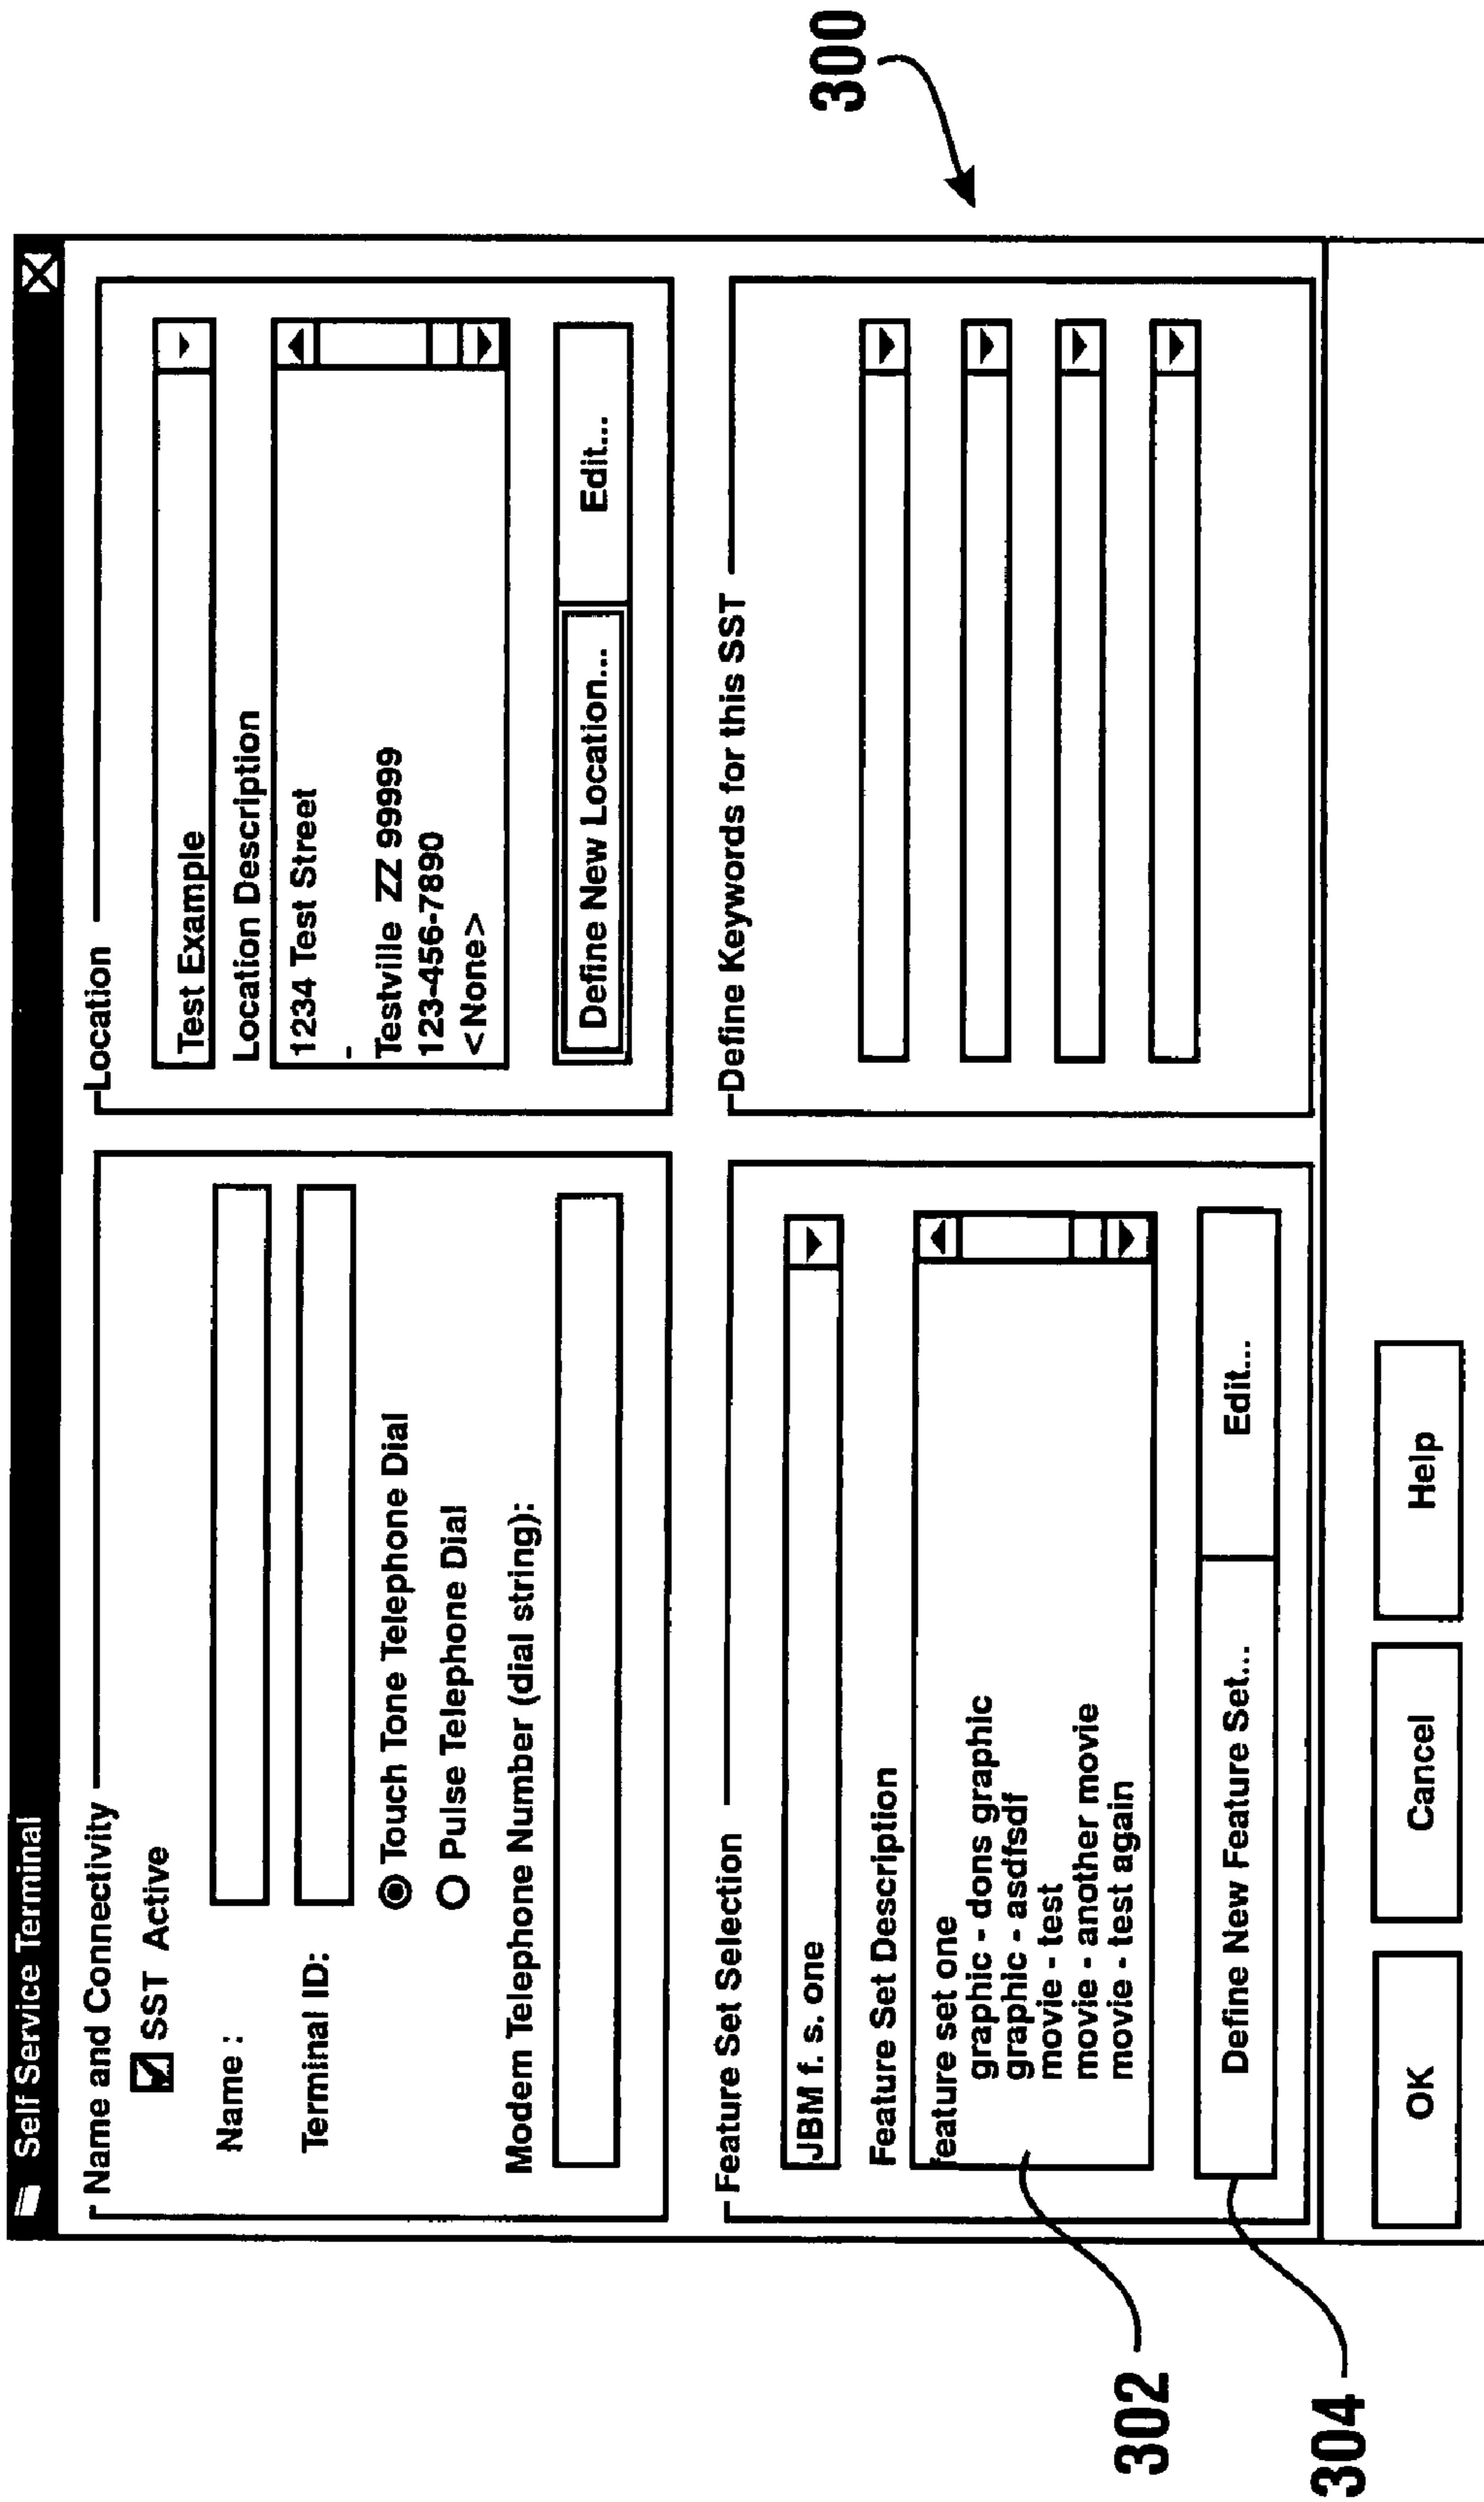 Self Service Terminal
Name and Connectivity
SST Active
Name:
Terminal ID:
Touch Tone Telephone Dial
Pulse Telephone Dial
Modem Telephone Number (dial string):
Location
Test Example
Location Description
1234 Test Street
-
Testville ZZ 99999
123-456-7890
<None>
Define New Location...
Edit...
Feature Set Selection
JBM f. s. one
Feature Set Description
feature set one
graphic - dons graphic
graphic - asdfsdf
movie - test
movie - another movie
movie - test again
Define New Feature Set...
Edit...
Define Keywords for this SST
OK
Cancel
Help
300
302
304